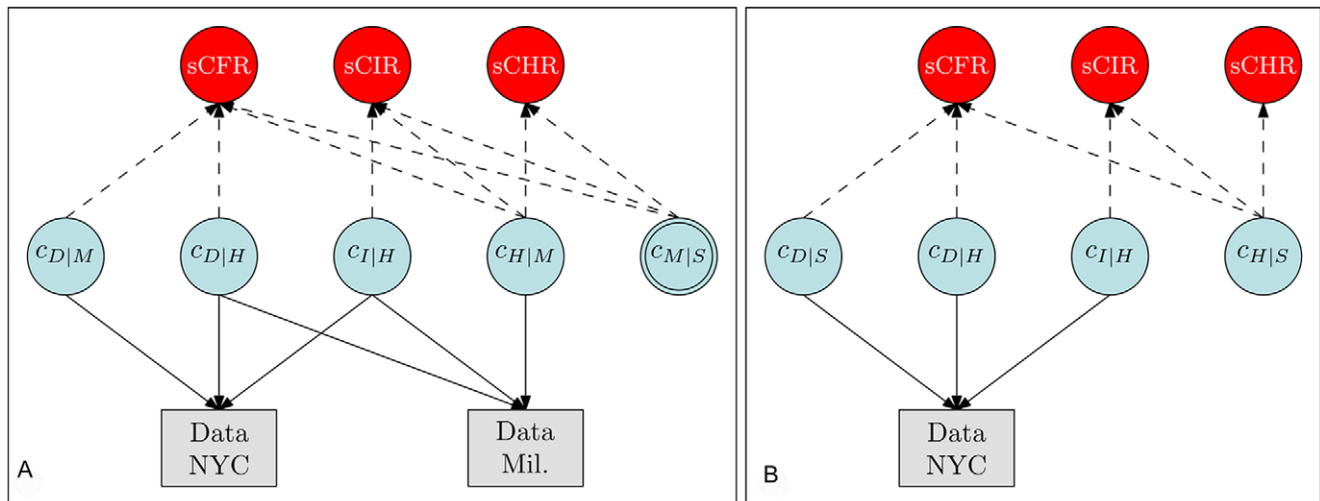 sCFR sCIR sCHR
c_{D|M} c_{D|H} c_{I|H} c_{H|M} c_{M|S}
Data Data
NYC Mil.
A
sCFR sCIR sCHR
c_{D|S} c_{D|H} c_{I|H} c_{H|S}
Data
NYC
B